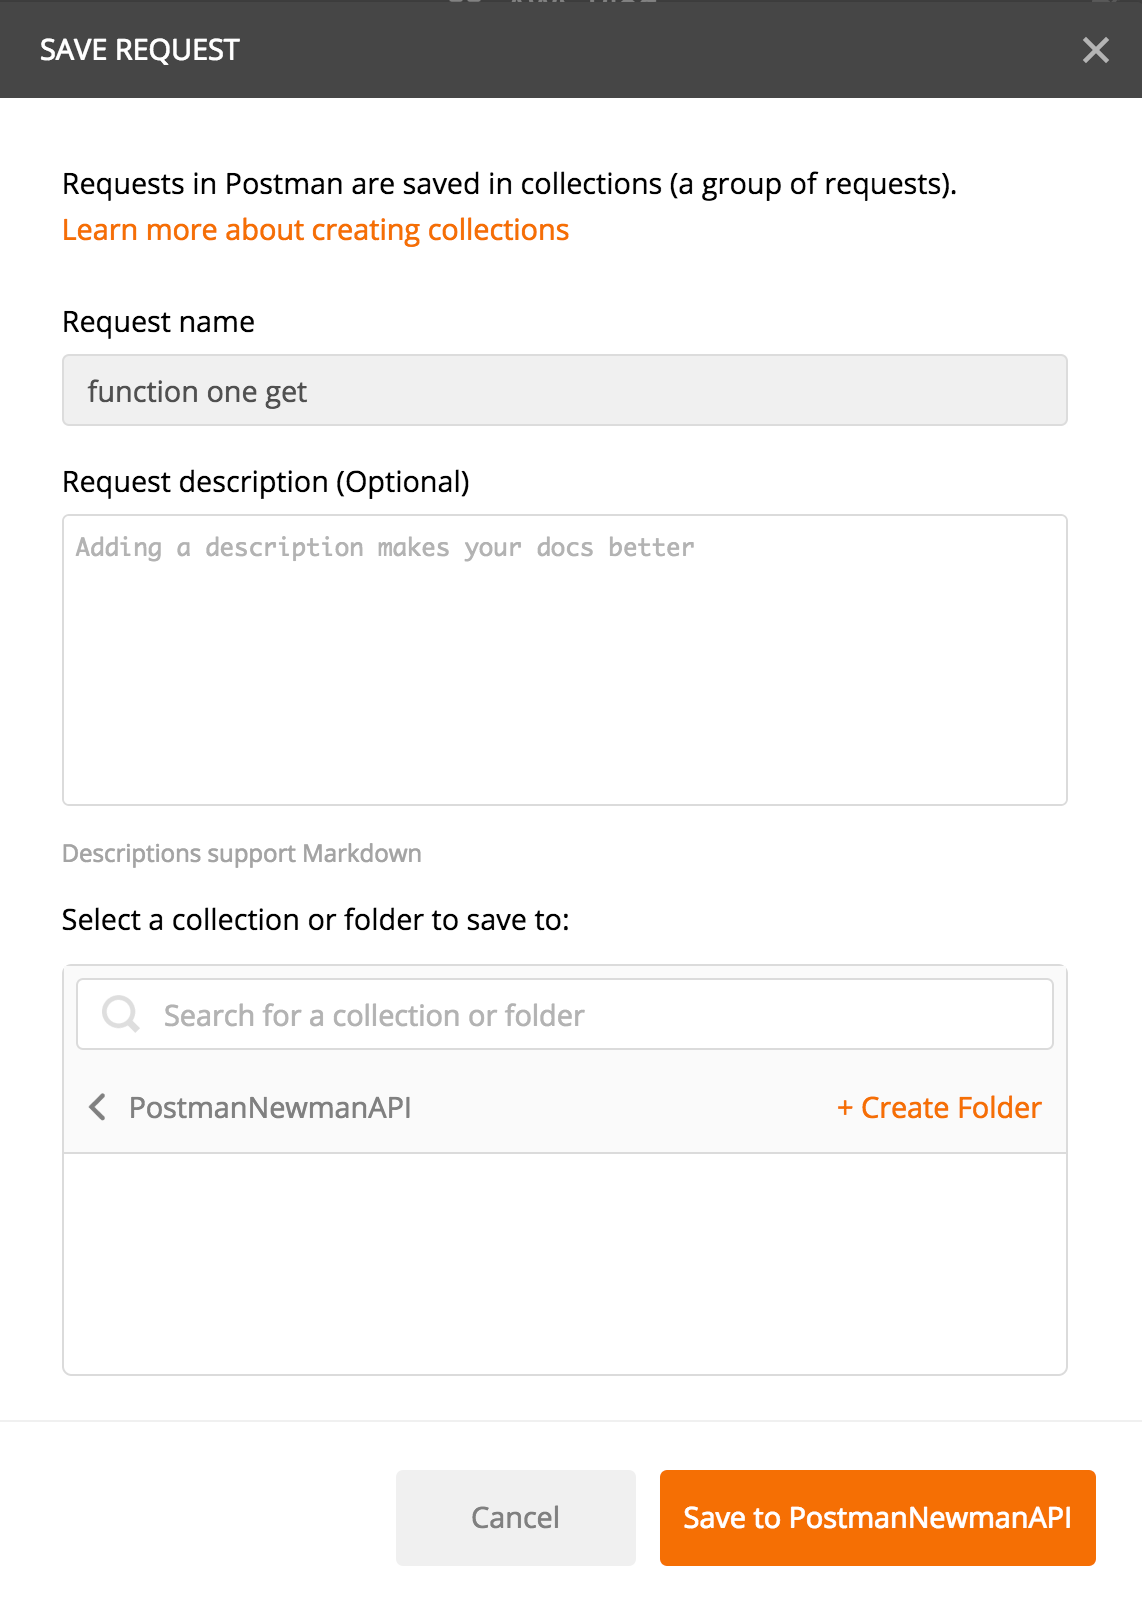 SAVE REQUEST
Requests in Postman are saved in collections (a group of requests).
Learn more about creating collections
Request name
function one get
Request description (Optional)
Adding a description makes your docs better
Descriptions support Markdown
Select a collection or folder to save to:
Search for a collection or folder
PostmanNewmanAPI
+ Create Folder
Cancel
Save to PostmanNewmanAPI